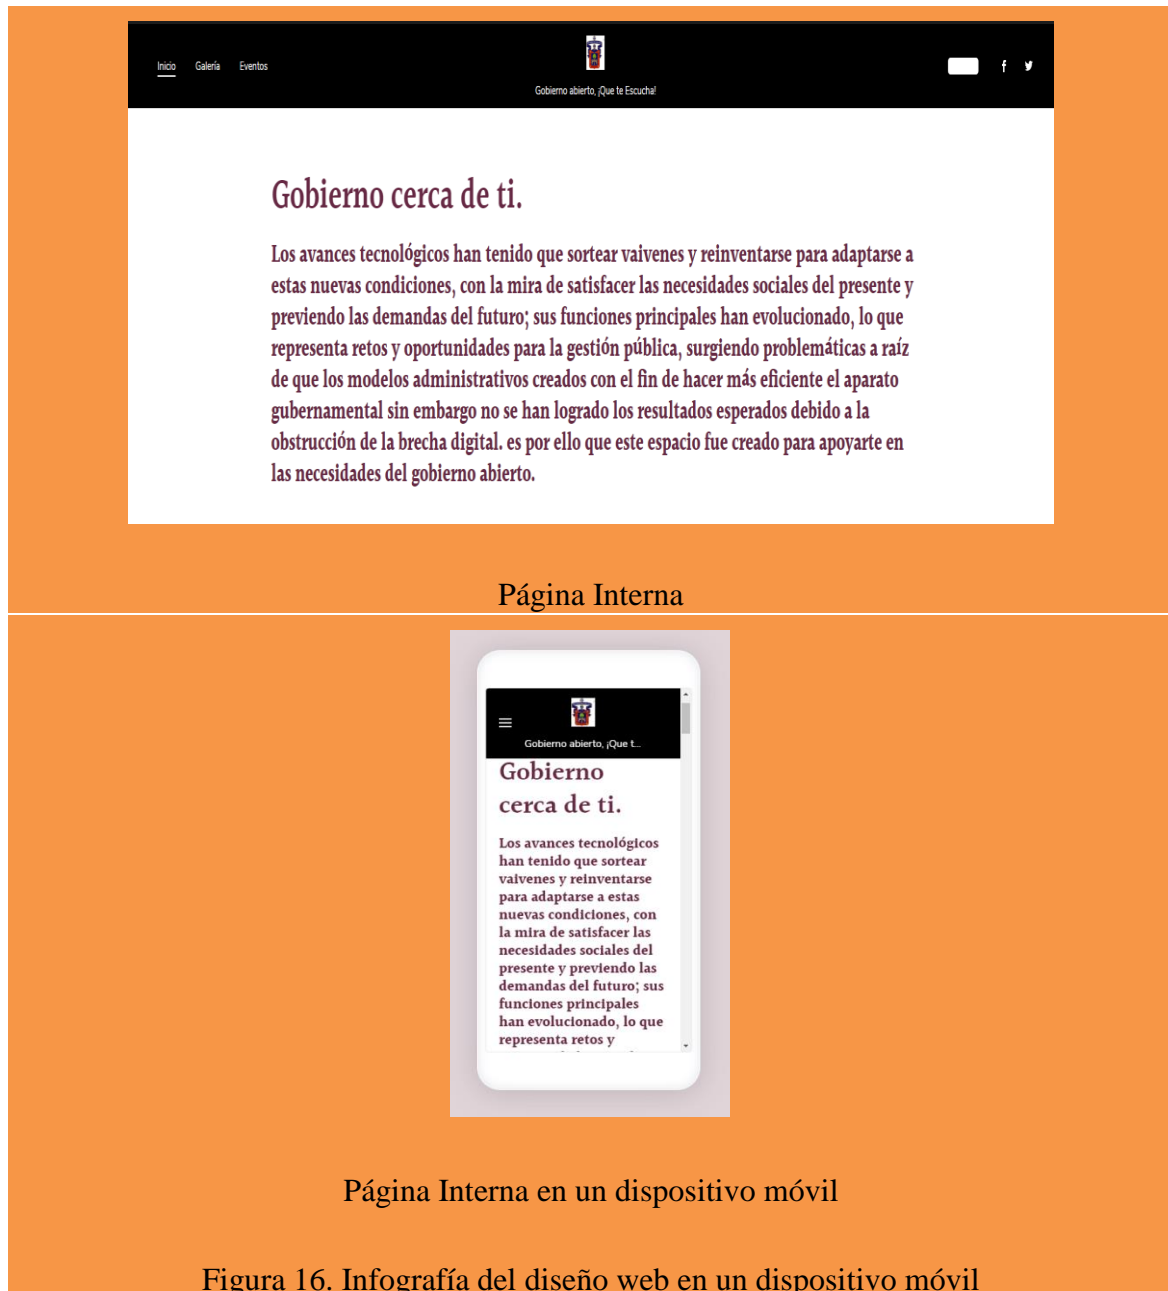 Inicio Galería Eventos
Gobierno abierto, ¡Que te Escucha!
Gobierno cerca de ti.
Los avances tecnológicos han tenido que sortear vaivenes y reinventarse para adaptarse a
estas nuevas condiciones, con la mira de satisfacer las necesidades sociales del presente y
previendo las demandas del futuro; sus funciones principales han evolucionado, lo que
representa retos y oportunidades para la gestión pública, surgiendo problemáticas a raíz
de que los modelos administrativos creados con el fin de hacer más eficiente el aparato
gubernamental sin embargo no se han logrado los resultados esperados debido a la
obstrucción de la brecha digital. es por ello que este espacio fue creado para apoyarte en
las necesidades del gobierno abierto.
Página Interna
Gobierno abierto, ¡Que t...
Gobierno
cerca de ti.
Los avances tecnológicos
han tenido que sortear
vaivenes y reinventarse
para adaptarse a estas
nuevas condiciones, con
la mira de satisfacer las
necesidades sociales del
presente y previendo las
demandas del futuro; sus
funciones principales
han evolucionado, lo que
representa retos y
Página Interna en un dispositivo móvil
Figura 16. Infografía del diseño web en un dispositivo móvil